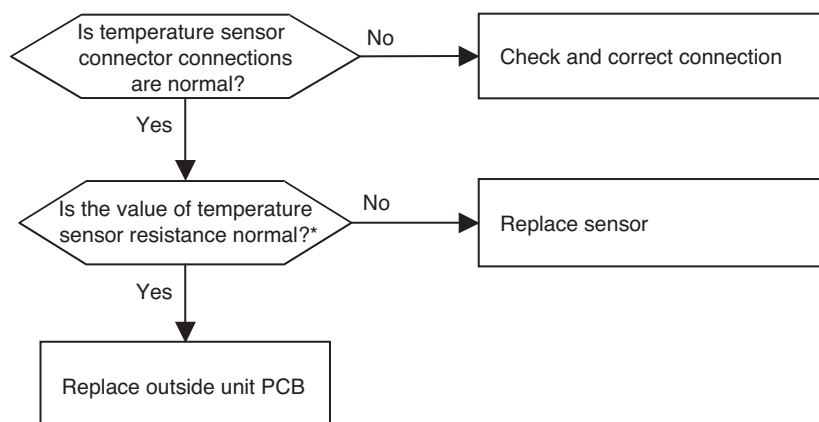 Is temperature sensor
connector connections
are normal?
No
Check and correct connection
Yes
Is the value of temperature
sensor resistance normal?*
No
Replace sensor
Yes
Replace outside unit PCB